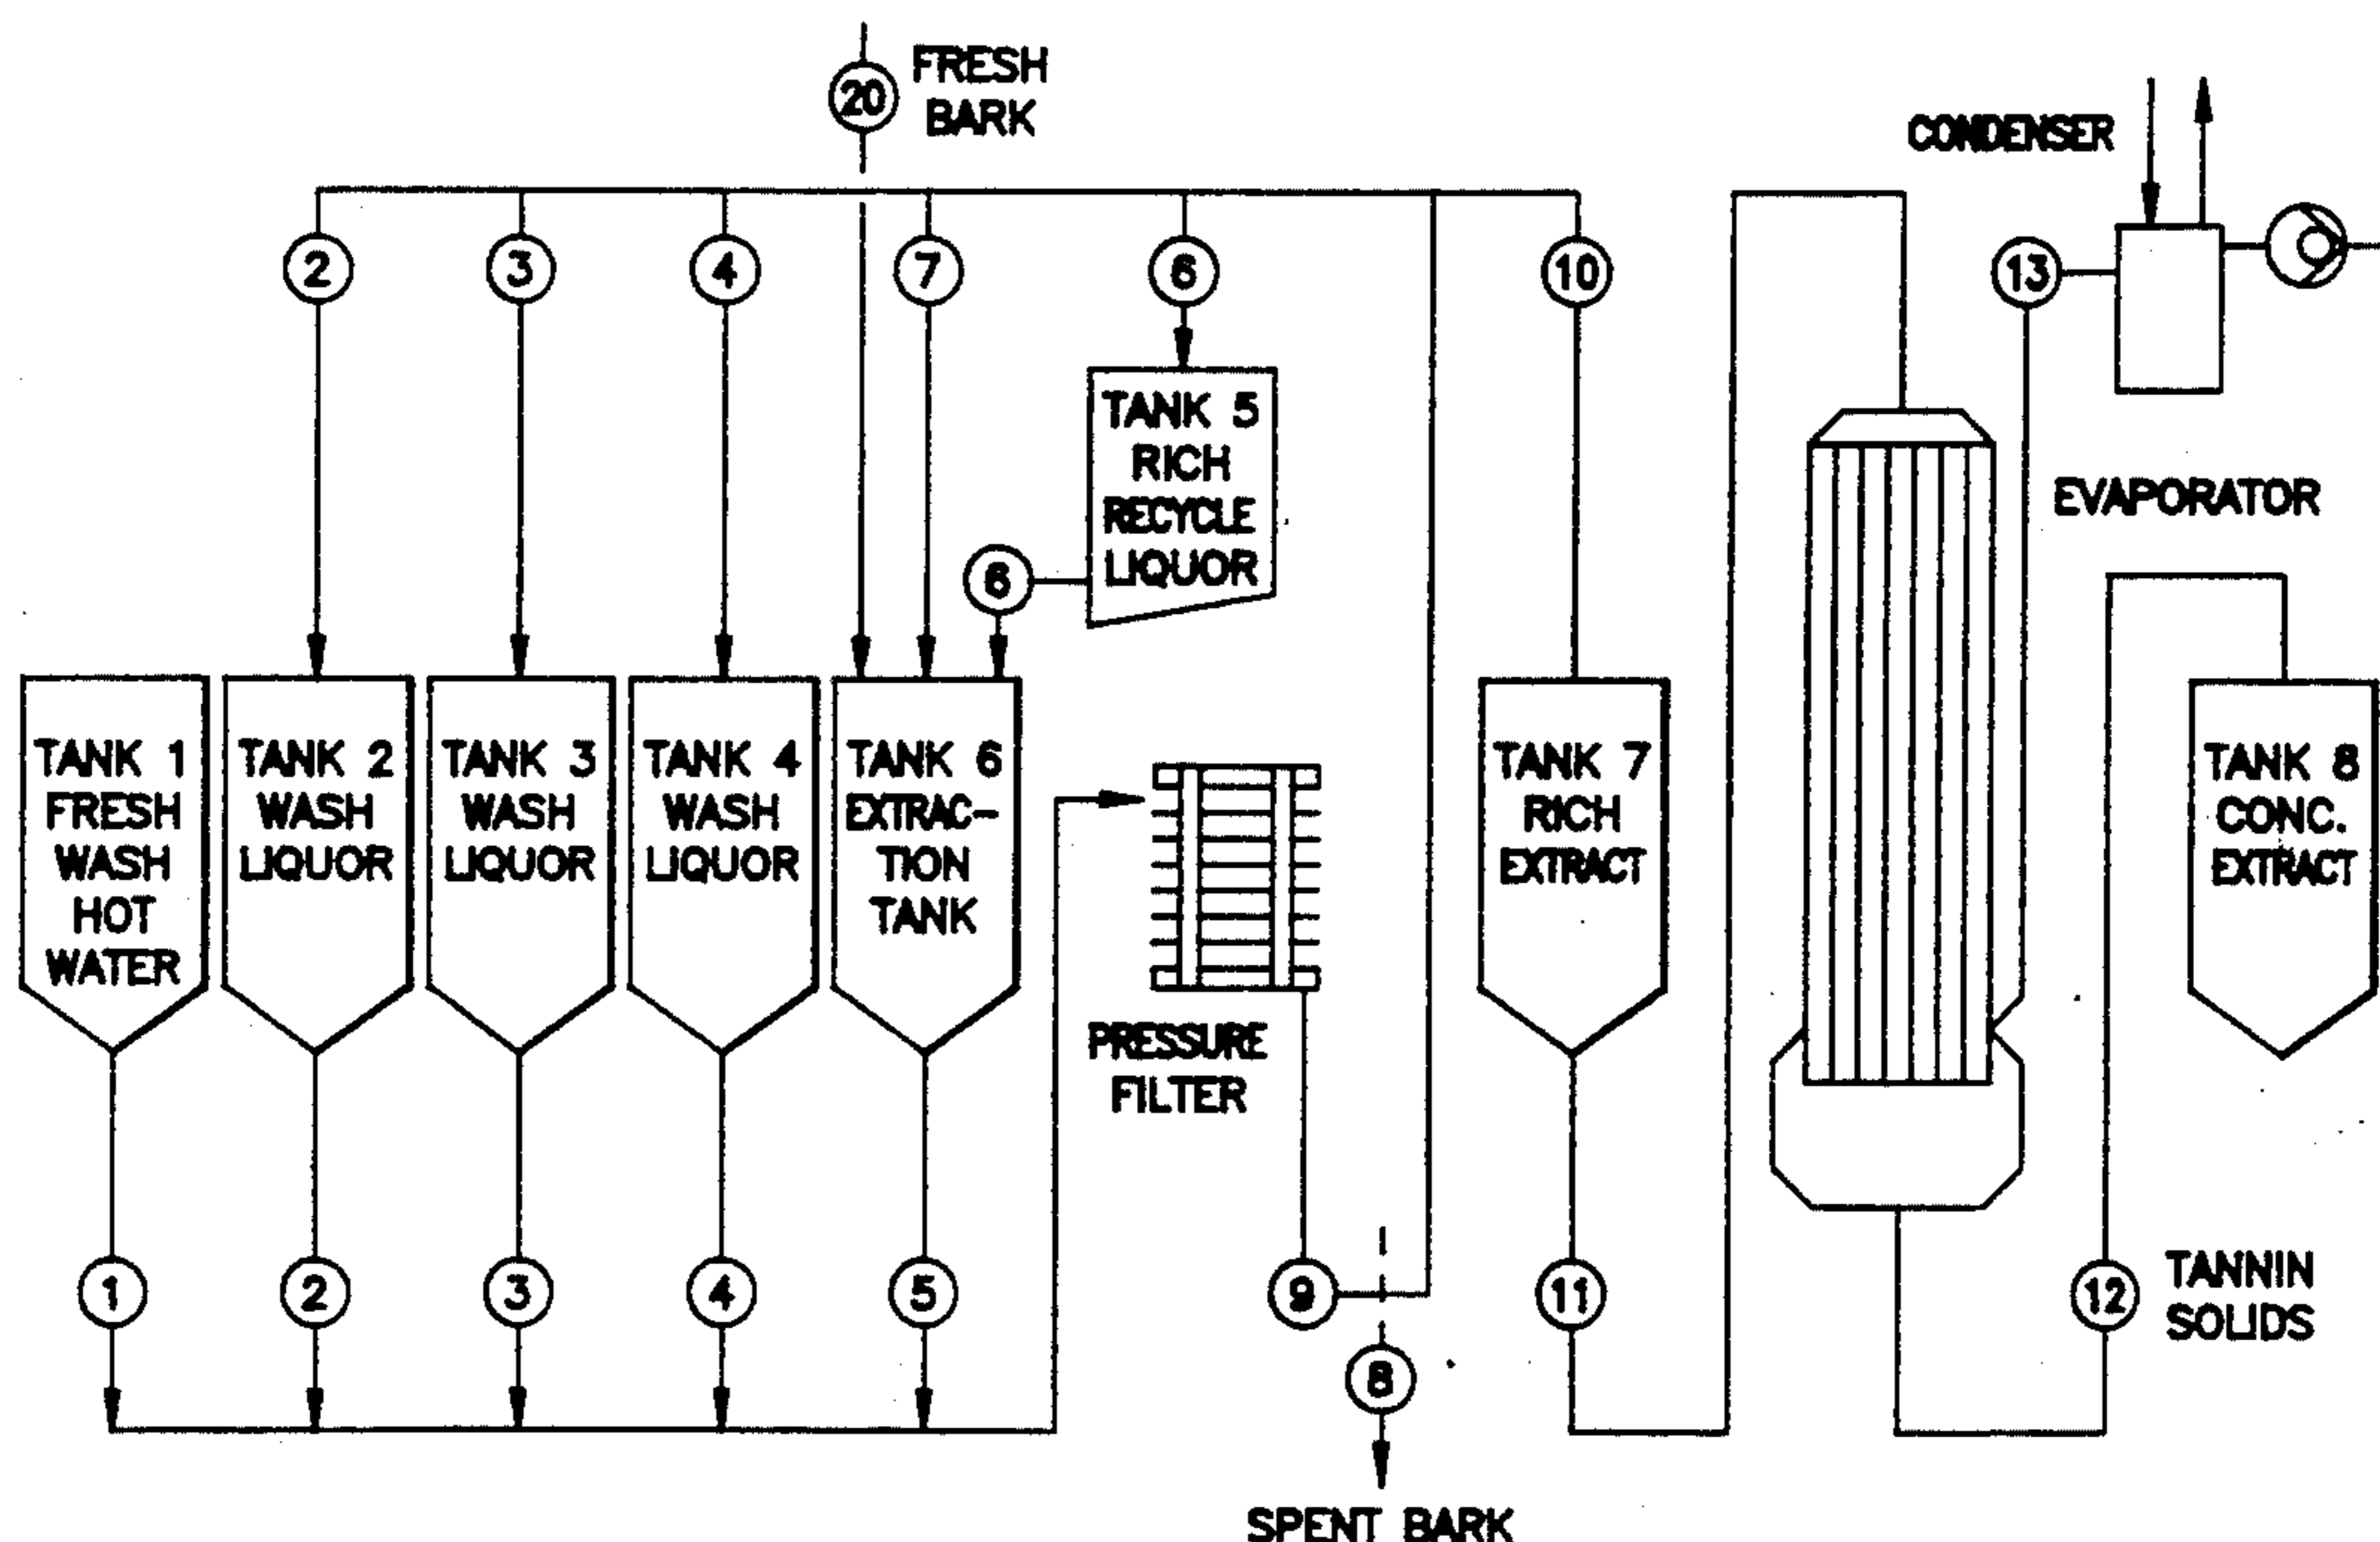 20
FRESH
BARK
CONDENSER
2
3
4
7
6
10
13
TANK 5
RICH
RECYCLE
LIQUOR
6
EVAPORATOR
TANK 1
FRESH
WASH
HOT
WATER
TANK 2
WASH
LIQUOR
TANK 3
WASH
LIQUOR
TANK 4
WASH
LIQUOR
TANK 6
EXTRAC-
TION
TANK
TANK 7
RICH
EXTRACT
TANK 8
CONC.
EXTRACT
PRESSURE
FILTER
1
2
3
4
5
9
11
12
TANNIN
SOLIDS
8
SPENT BARK